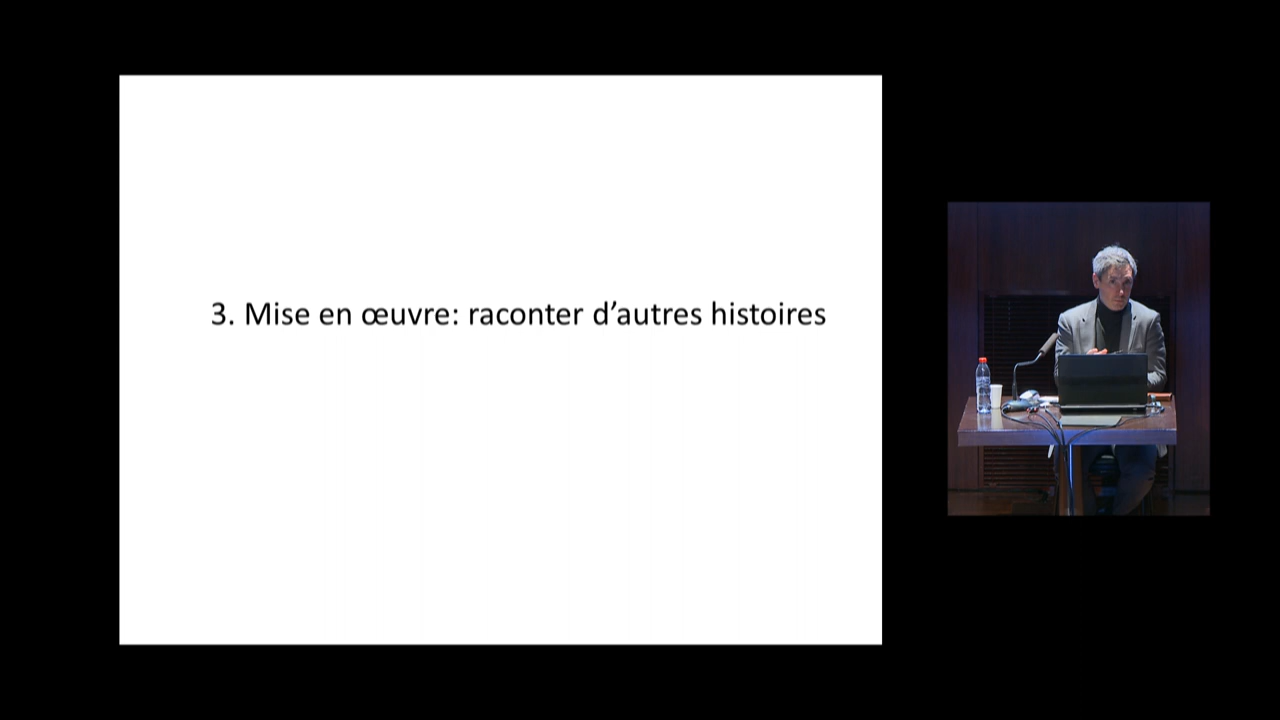 3. Mise en œuvre: raconter d’autres histoires